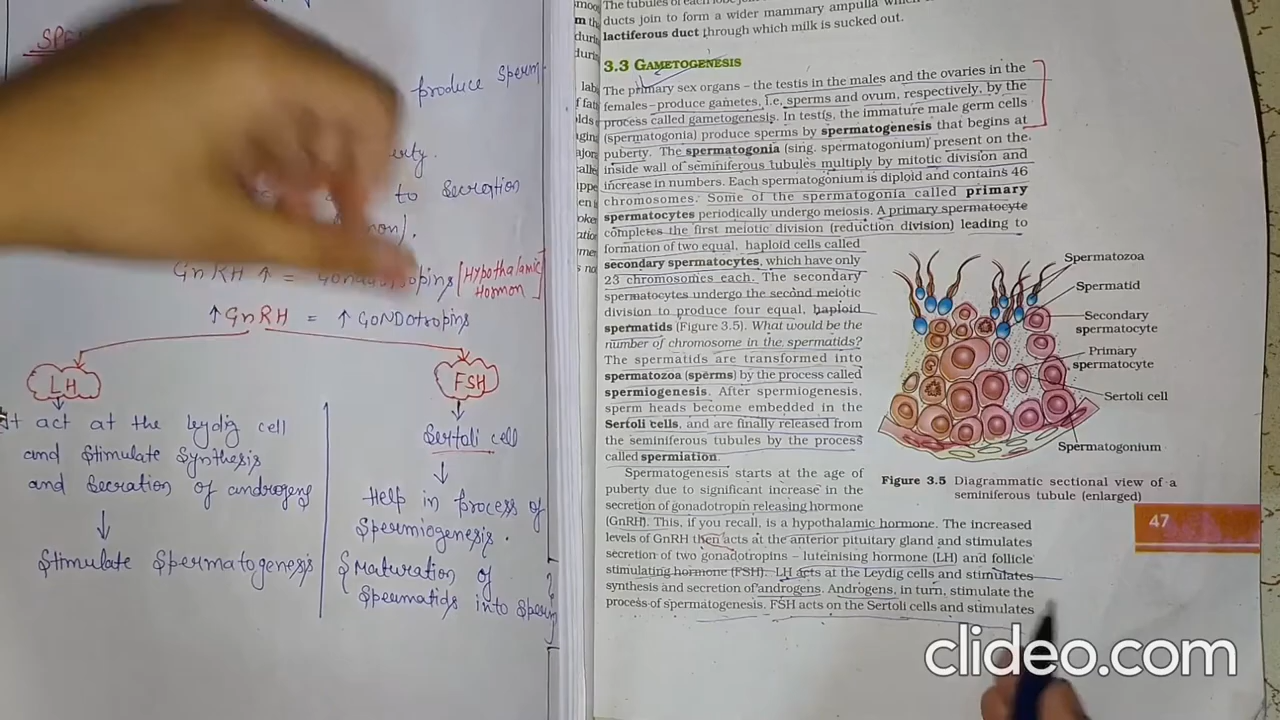 SPE
produce Sperm
erty.
to Secration
mon).
GnRH ↑ = Gonadotropins [Hypothalamic
Hormon]
↑ GnRH = ↑ GONDOtropins
LH
FSH
It act at the leydig cell
and Stimulate Synthesis
and Secration of androgens
↓
Stimulate Spermatogenesis
Sertoli cell
↓
Help in process of
Spermiogenesis.
{Maturation of
Spermatids into Sperm}
The tubules of each lobe join
ducts join to form a wider mammary ampulla which
lactiferous duct through which milk is sucked out.
3.3 GAMETOGENESIS
The primary sex organs – the testis in the males and the ovaries in the
females – produce gametes, i.e, sperms and ovum, respectively, by the
process called gametogenesis. In testis, the immature male germ cells
(spermatogonia) produce sperms by spermatogenesis that begins at
puberty. The spermatogonia (sing. spermatogonium) present on the
inside wall of seminiferous tubules multiply by mitotic division and
increase in numbers. Each spermatogonium is diploid and contains 46
chromosomes. Some of the spermatogonia called primary
spermatocytes periodically undergo meiosis. A primary spermatocyte
completes the first meiotic division (reduction division) leading to
formation of two equal, haploid cells called
secondary spermatocytes, which have only
23 chromosomes each. The secondary
spermatocytes undergo the second meiotic
division to produce four equal, haploid
spermatids (Figure 3.5). What would be the
number of chromosome in the spermatids?
The spermatids are transformed into
spermatozoa (sperms) by the process called
spermiogenesis. After spermiogenesis,
sperm heads become embedded in the
Sertoli cells, and are finally released from
the seminiferous tubules by the process
called spermiation.
Spermatogenesis starts at the age of
puberty due to significant increase in the
secretion of gonadotropin releasing hormone
(GnRH). This, if you recall, is a hypothalamic hormone. The increased
levels of GnRH then acts at the anterior pituitary gland and stimulates
secretion of two gonadotropins – luteinising hormone (LH) and follicle
stimulating hormone (FSH). LH acts at the Leydig cells and stimulates
synthesis and secretion of androgens. Androgens, in turn, stimulate the
process of spermatogenesis. FSH acts on the Sertoli cells and stimulates
Spermatozoa
Spermatid
Secondary
spermatocyte
Primary
spermatocyte
Sertoli cell
Spermatogonium
Figure 3.5 Diagrammatic sectional view of a
seminiferous tubule (enlarged)
47
clideo.com